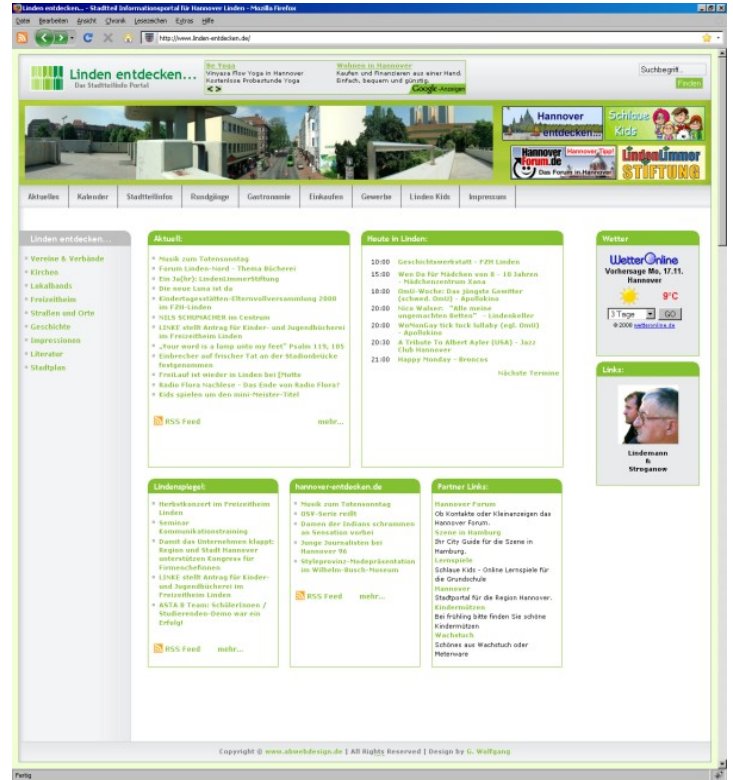 Linden entdecken... - Stadtteil Informationsportal für Hannover Linden - Mozilla Firefox
Datei Bearbeiten Ansicht Chronik Lesezeichen Extras Hilfe
http://www.linden-entdecken.de/
Linden entdecken...
Das Stadtteilinfo Portal
Be Yoga
Vinyasa Flow Yoga in Hannover
Kostenlose Probestunde Yoga
Wohnen in Hannover
Kaufen und Finanzieren aus einer Hand.
Einfach, bequem und günstig.
Google-Anzeigen
Suchbegriff...
Finden
Hannover
entdecken...
Schlaue
Kids
Hannover
Forum.de
Hannover Tipp!
Das Forum in Hannover
LindenLimmer
STIFTUNG
Aktuelles Kalender Stadtteilinfos Rundgänge Gastronomie Einkaufen Gewerbe Linden Kids Impressum
Linden entdecken...
Vereine & Verbände
Kirchen
Lokalbands
Freizeitheim
Straßen und Orte
Geschichte
Impressionen
Literatur
Stadtplan
Aktuell:
Musik zum Totensonntag
Forum Linden-Nord - Thema Bücherei
Ein Ja(hr): LindenLimmerStiftung
Die neue Luna ist da
Kindertagesstätten-Elternvollversammlung 2008
im FZH-Linden
NILS SCHUMACHER im Centrum
LINKE stellt Antrag für Kinder- und Jugendbücherei
im Freizeitheim Linden
„Your word is a lamp unto my feet" Psalm 119, 105
Einbrecher auf frischer Tat an der Stadionbrücke
festgenommen
FreiLauf ist wieder in Linden bei [Motte
Radio Flora Nachlese - Das Ende von Radio Flora?
Kids spielen um den mini-Meister-Titel
RSS Feed mehr...
Heute in Linden:
10:00 Geschichtswerkstatt - FZH Linden
15:00 Wen Do für Mädchen von 8 - 10 Jahren
- Mädchenzentrum Xana
18:00 OmU-Woche: Das jüngste Gewitter
(schwed. OmU) - Apollokino
20:00 Nico Walser: "Alle meine
ungemachten Betten" - Lindenkeller
20:00 WoMonGay tick tock lullaby (egl. OmU)
- Apollokino
20:30 A Tribute To Albert Ayler (USA) - Jazz
Club Hannover
21:00 Happy Monday - Broncos
Nächste Termine
Wetter
WetterOnline
Vorhersage Mo, 17.11.
Hannover
9°C
3 Tage GO
© 2008 wetteronline.de
Links:
Lindemann
&
Stroganow
Lindenspiegel:
Herbstkonzert im Freizeitheim
Linden
Seminar
Kommunikationstraining
Damit das Unternehmen klappt:
Region und Stadt Hannover
unterstützen Kongress für
Firmenchefinnen
LINKE stellt Antrag für Kinder-
und Jugendbücherei im
Freizeitheim Linden
ASTA & Team: SchülerInnen /
Studierenden-Demo war ein
Erfolg!
RSS Feed mehr...
hannover-entdecken.de
Musik zum Totensonntag
OSV-Serie reißt
Damen der Indians schrammen
an Sensation vorbei
Junge Journalisten bei
Hannover 96
Styleprovinz-Modepräsentation
im Wilhelm-Busch-Museum
RSS Feed mehr...
Partner Links:
Hannover Forum
Ob Kontakte oder Kleinanzeigen das
Hannover Forum.
Szene in Hamburg
Ihr City Guide für die Szene in
Hamburg.
Lernspiele
Schlaue Kids - Online Lernspiele für
die Grundschule
Hannover
Stadtportal für die Region Hannover.
Kindermützen
Bei frühling bitte finden Sie schöne
Kindermützen
Wachstuch
Schönes aus Wachstuch oder
Meterware
Copyright © www.akwebdesign.de | All Rights Reserved | Design by G. Wolfgang
Fertig